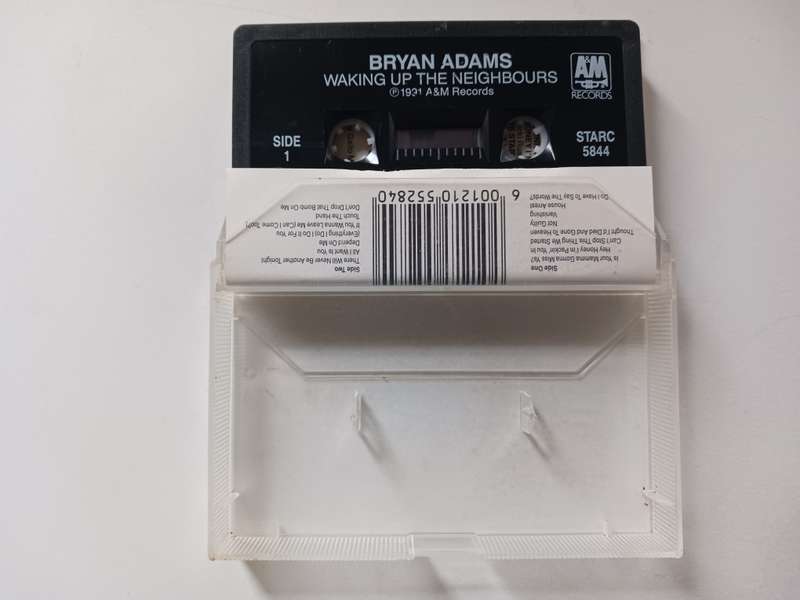 BRYAN ADAMS
WAKING UP THE NEIGHBOURS
℗1991 A&M Records
A&M
RECORDS
SIDE
1
STARC
5844
Side One
Is Your Mamma Gonna Miss Ya?
Hey Honey I'm Packin' You In
Can't Stop This Thing We Started
Thought I'd Died And Gone To Heaven
Not Guilty
Vanishing
House Arrest
Do I Have To Say The Words?
6 001210 552840
Side Two
There Will Never Be Another Tonight
All I Want Is You
Depend On Me
(Everything I Do) I Do It For You
If You Wanna Leave Me (Can I Come Too?)
Touch The Hand
Don't Drop That Bomb On Me